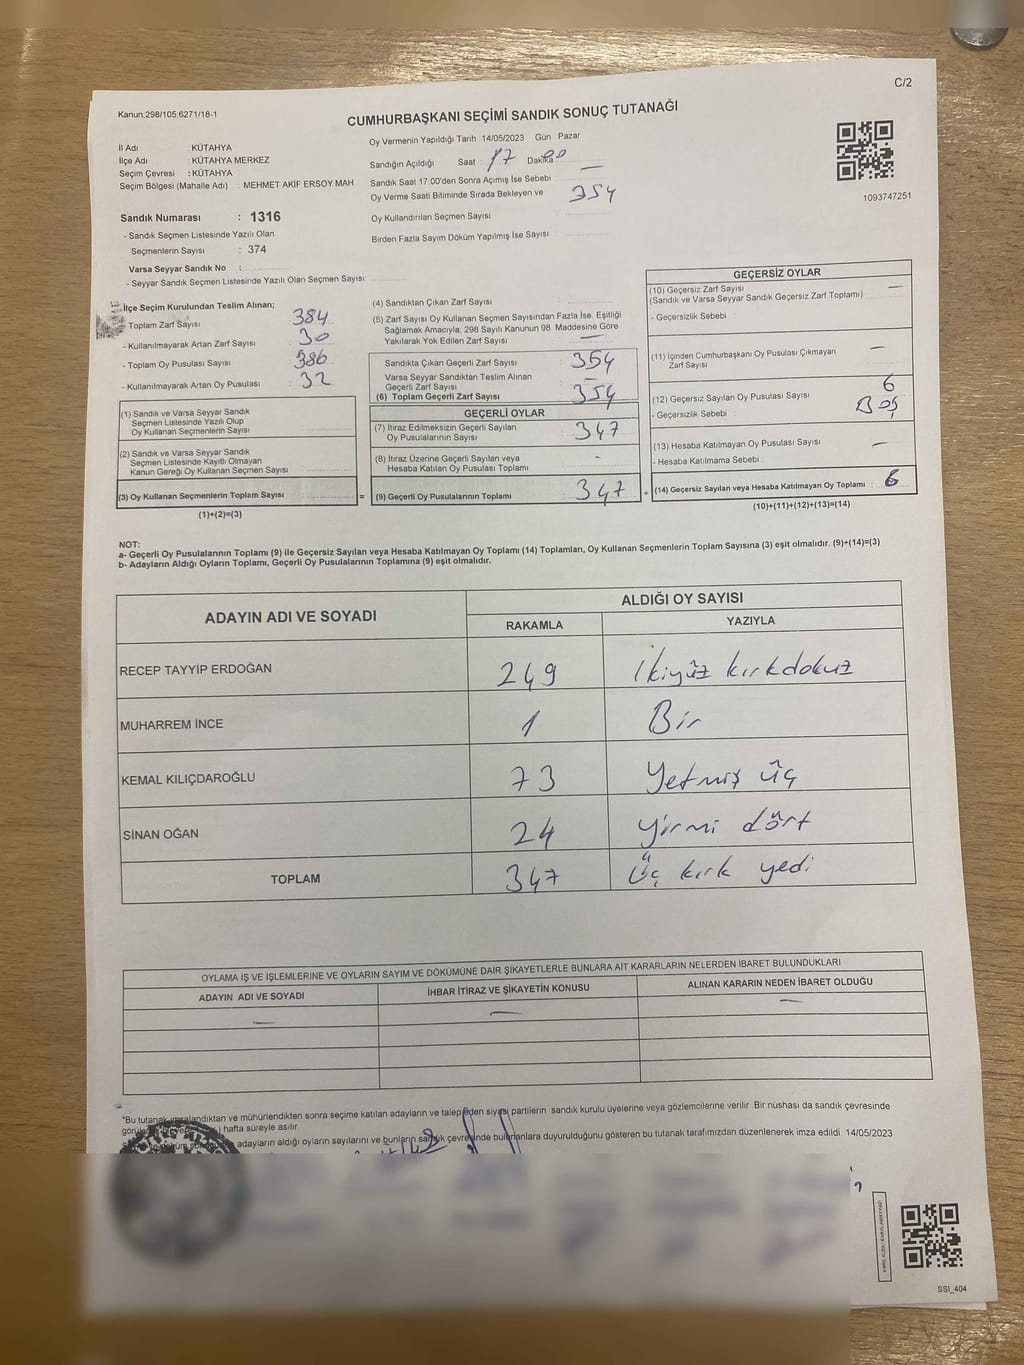 C/2
Kanun:298/105;6271/18-1
CUMHURBAŞKANI SEÇİMİ SANDIK SONUÇ TUTANAĞI
İl Adı : KÜTAHYA
İlçe Adı : KÜTAHYA MERKEZ
Seçim Çevresi : KÜTAHYA
Seçim Bölgesi (Mahalle Adı) : MEHMET AKİF ERSOY MAH
Oy Vermenin Yapıldığı Tarih : 14/05/2023 Gün : Pazar
Sandığın Açıldığı Saat 17 Dakika 00
Sandık Saat 17:00'den Sonra Açımış İse Sebebi : —
Oy Verme Saati Bitiminde Sırada Bekleyen ve 354
Oy Kullandırılan Seçmen Sayısı
Birden Fazla Sayım Döküm Yapılmış İse Sayısı
1093747251
Sandık Numarası : 1316
- Sandık Seçmen Listesinde Yazılı Olan
Seçmenlerin Sayısı : 374
Varsa Seyyar Sandık No :
- Seyyar Sandık Seçmen Listesinde Yazılı Olan Seçmen Sayısı:
İlçe Seçim Kurulundan Teslim Alınan;
- Toplam Zarf Sayısı 384
- Kullanılmayarak Artan Zarf Sayısı 30
- Toplam Oy Pusulası Sayısı 386
- Kullanılmayarak Artan Oy Pusulası 32
(1) Sandık ve Varsa Seyyar Sandık
Seçmen Listesinde Yazılı Olup
Oy Kullanan Seçmenlerin Sayısı
(2) Sandık ve Varsa Seyyar Sandık
Seçmen Listesinde Kayıtlı Olmayan
Kanun Gereği Oy Kullanan Seçmen Sayısı
(3) Oy Kullanan Seçmenlerin Toplam Sayısı =
(1)+(2)=(3)
(4) Sandıktan Çıkan Zarf Sayısı
(5) Zarf Sayısı Oy Kullanan Seçmen Sayısından Fazla İse, Eşitliği
Sağlamak Amacıyla; 298 Sayılı Kanunun 98. Maddesine Göre
Yakılarak Yok Edilen Zarf Sayısı —
Sandıkta Çıkan Geçerli Zarf Sayısı 354
Varsa Seyyar Sandıktan Teslim Alınan
Geçerli Zarf Sayısı —
(6) Toplam Geçerli Zarf Sayısı 354
GEÇERLİ OYLAR
(7) İtiraz Edilmeksizin Geçerli Sayılan
Oy Pusulalarının Sayısı 347
(8) İtiraz Üzerine Geçerli Sayılan veya
Hesaba Katılan Oy Pusulası Toplamı -
(9) Geçerli Oy Pusulalarının Toplamı 347 +
GEÇERSİZ OYLAR
(10) Geçersiz Zarf Sayısı —
(Sandık ve Varsa Seyyar Sandık Geçersiz Zarf Toplamı)
- Geçersizlik Sebebi :
(11) İçinden Cumhurbaşkanı Oy Pusulası Çıkmayan —
Zarf Sayısı
(12) Geçersiz Sayılan Oy Pusulası Sayısı 6
- Geçersizlik Sebebi : Boş
(13) Hesaba Katılmayan Oy Pusulası Sayısı —
- Hesaba Katılmama Sebebi :
(14) Geçersiz Sayılan veya Hesaba Katılmayan Oy Toplamı : 6
(10)+(11)+(12)+(13)=(14)
NOT:
a- Geçerli Oy Pusulalarının Toplamı (9) ile Geçersiz Sayılan veya Hesaba Katılmayan Oy Toplamı (14) Toplamları, Oy Kullanan Seçmenlerin Toplam Sayısına (3) eşit olmalıdır. (9)+(14)=(3)
b- Adayların Aldığı Oyların Toplamı, Geçerli Oy Pusulalarının Toplamına (9) eşit olmalıdır.
ADAYIN ADI VE SOYADI
ALDIĞI OY SAYISI
RAKAMLA YAZIYLA
RECEP TAYYİP ERDOĞAN 249 ikiyüz kırkdokuz
MUHARREM İNCE 1 Bir
KEMAL KILIÇDAROĞLU 73 Yetmiş üç
SİNAN OĞAN 24 yirmi dört
TOPLAM 347 Üç kırk yedi
OYLAMA İŞ VE İŞLEMLERİNE VE OYLARIN SAYIM VE DÖKÜMÜNE DAİR ŞİKAYETLERLE BUNLARA AİT KARARLARIN NELERDEN İBARET BULUNDUKLARI
ADAYIN ADI VE SOYADI İHBAR İTİRAZ VE ŞİKAYETİN KONUSU ALINAN KARARIN NEDEN İBARET OLDUĞU
— — —
*Bu tutanak imzalandıktan ve mühürlendikten sonra seçime katılan adayların ve talep eden siyasi partilerin sandık kurulu üyelerine veya gözlemcilerine verilir. Bir nüshası da sandık çevresinde
hafta süreyle asılır.
adayların aldığı oyların sayılarını ve bunların sandık çevresinde bulunanlara duyurulduğunu gösteren bu tutanak tarafımızdan düzenlenerek imza edildi. 14/05/2023
SSI_404